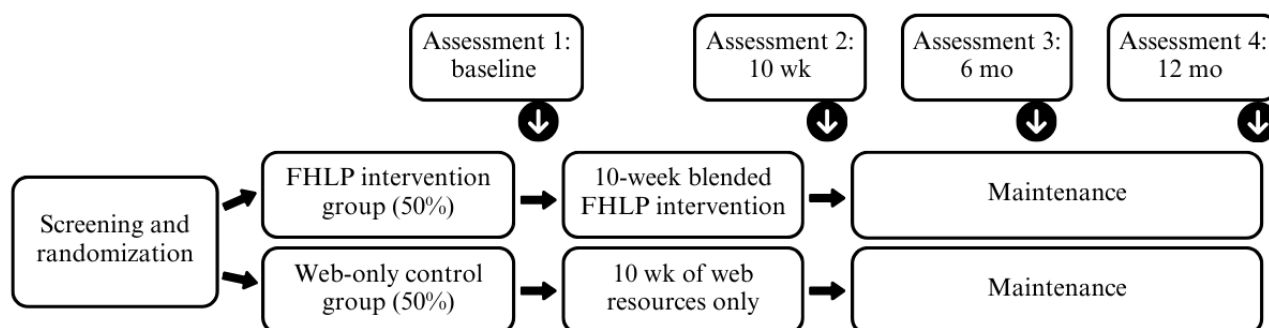 Assessment 1:
baseline
Assessment 2:
10 wk
Assessment 3:
6 mo
Assessment 4:
12 mo
Screening and
randomization
FHLP intervention
group (50%)
10-week blended
FHLP intervention
Maintenance
Web-only control
group (50%)
10 wk of web
resources only
Maintenance